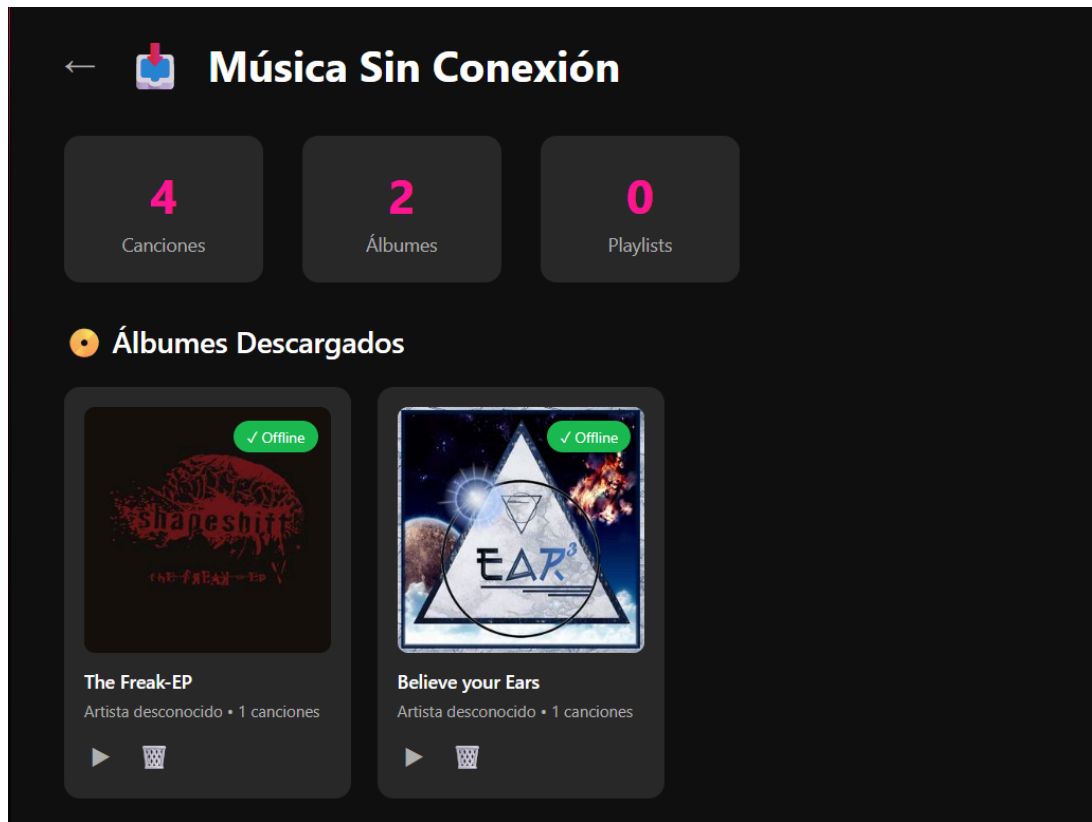 Música Sin Conexión
4
Canciones
2
Álbumes
0
Playlists
Álbumes Descargados
✓ Offline
shapeshift
the FREAK-EP
The Freak-EP
Artista desconocido • 1 canciones
✓ Offline
EAR³
Believe your Ears
Artista desconocido • 1 canciones